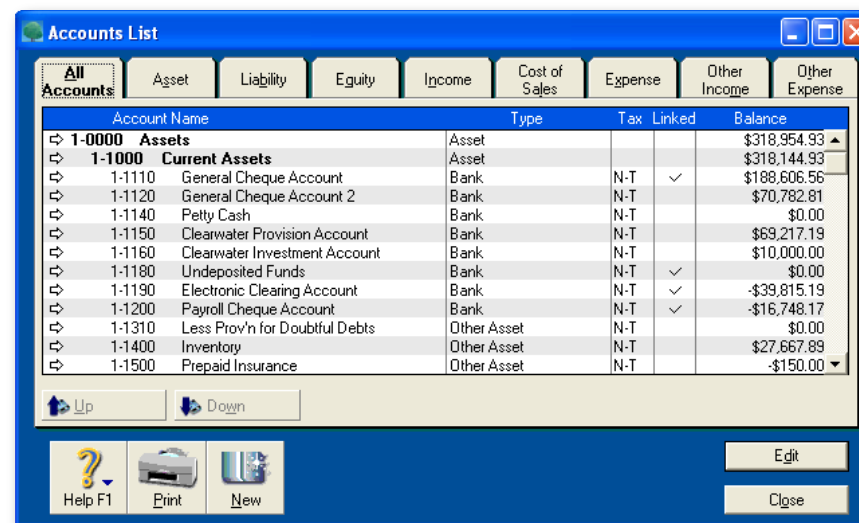 Accounts List
All Accounts Asset Liability Equity Income Cost of Sales Expense Other Income Other Expense
Account Name Type Tax Linked Balance
1-0000 Assets Asset $318,954.93
1-1000 Current Assets Asset $318,144.93
1-1110 General Cheque Account Bank N-T ✓ $188,606.56
1-1120 General Cheque Account 2 Bank N-T $70,782.81
1-1140 Petty Cash Bank N-T $0.00
1-1150 Clearwater Provision Account Bank N-T $69,217.19
1-1160 Clearwater Investment Account Bank N-T $10,000.00
1-1180 Undeposited Funds Bank N-T ✓ $0.00
1-1190 Electronic Clearing Account Bank N-T ✓ -$39,815.19
1-1200 Payroll Cheque Account Bank N-T ✓ -$16,748.17
1-1310 Less Prov'n for Doubtful Debts Other Asset N-T $0.00
1-1400 Inventory Other Asset N-T $27,667.89
1-1500 Prepaid Insurance Other Asset N-T -$150.00
Up Down
Edit
Help F1 Print New
Close